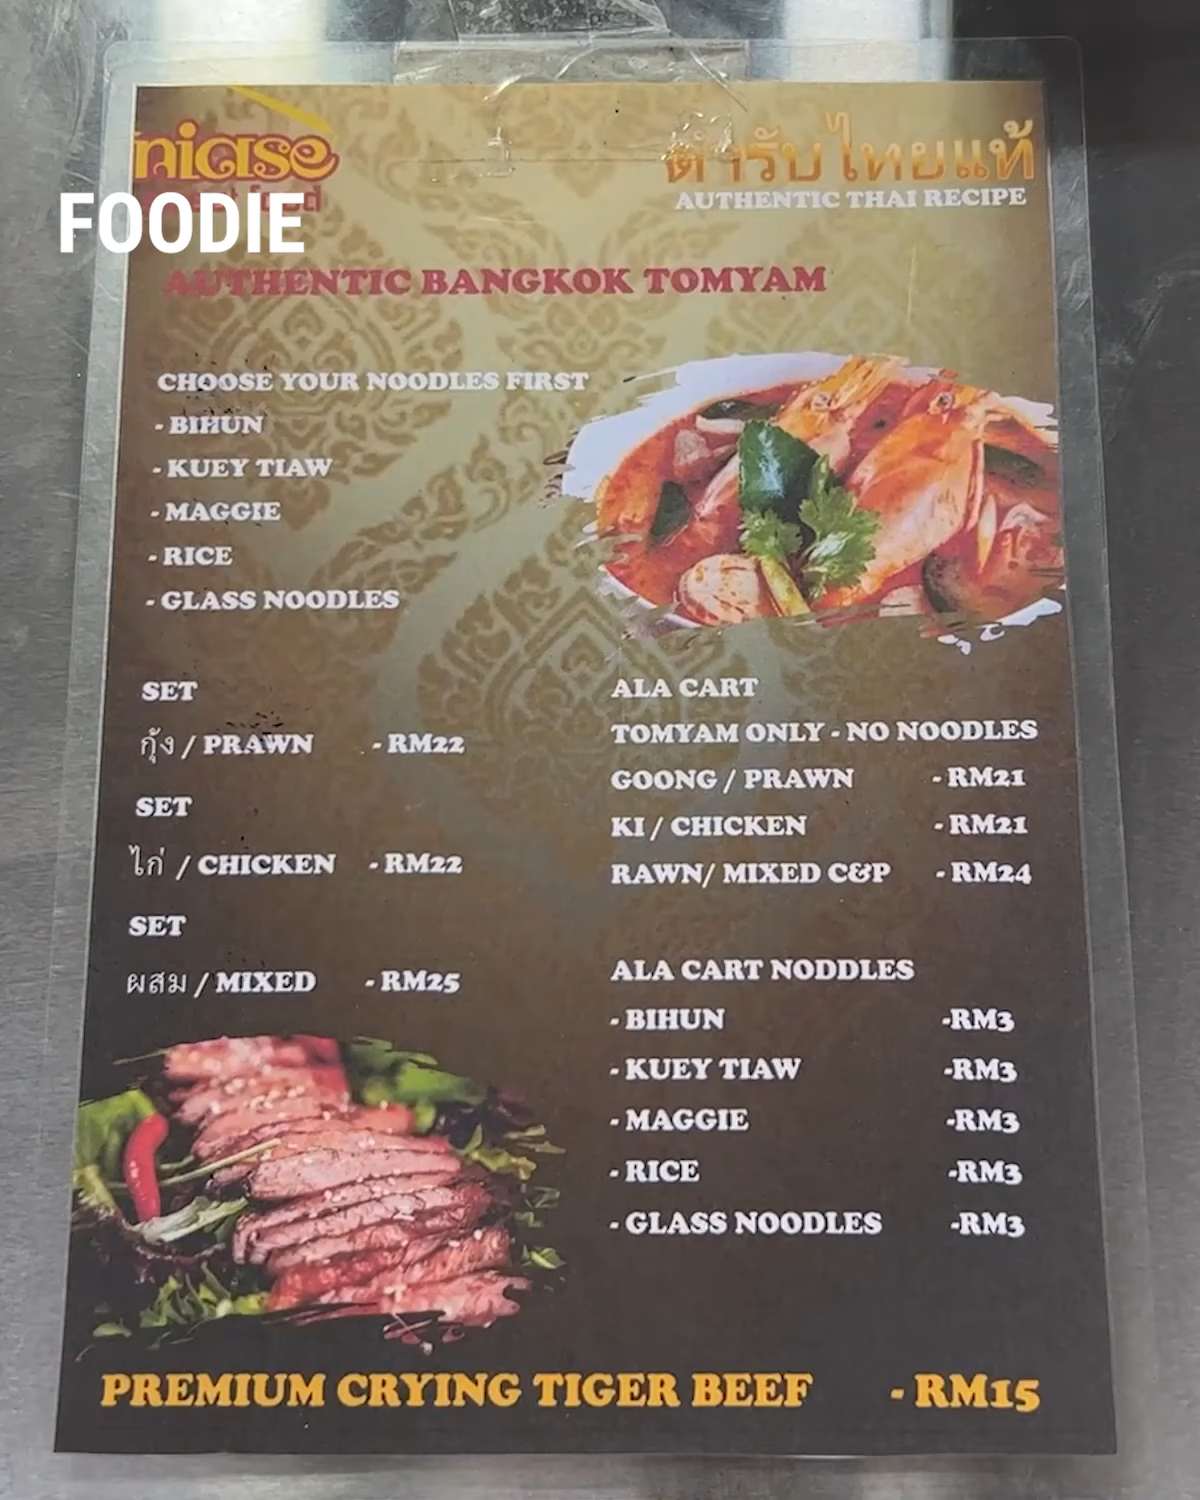 niase
ตำรับไทยแท้
AUTHENTIC THAI RECIPE
FOODIE
AUTHENTIC BANGKOK TOMYAM
CHOOSE YOUR NOODLES FIRST
- BIHUN
- KUEY TIAW
- MAGGIE
- RICE
- GLASS NOODLES
SET
กุ้ง / PRAWN - RM22
SET
ไก่ / CHICKEN - RM22
SET
ผสม / MIXED - RM25
ALA CART
TOMYAM ONLY - NO NOODLES
GOONG / PRAWN - RM21
KI / CHICKEN - RM21
RAWN/ MIXED C&P - RM24
ALA CART NODDLES
- BIHUN -RM3
- KUEY TIAW -RM3
- MAGGIE -RM3
- RICE -RM3
- GLASS NOODLES -RM3
PREMIUM CRYING TIGER BEEF - RM15